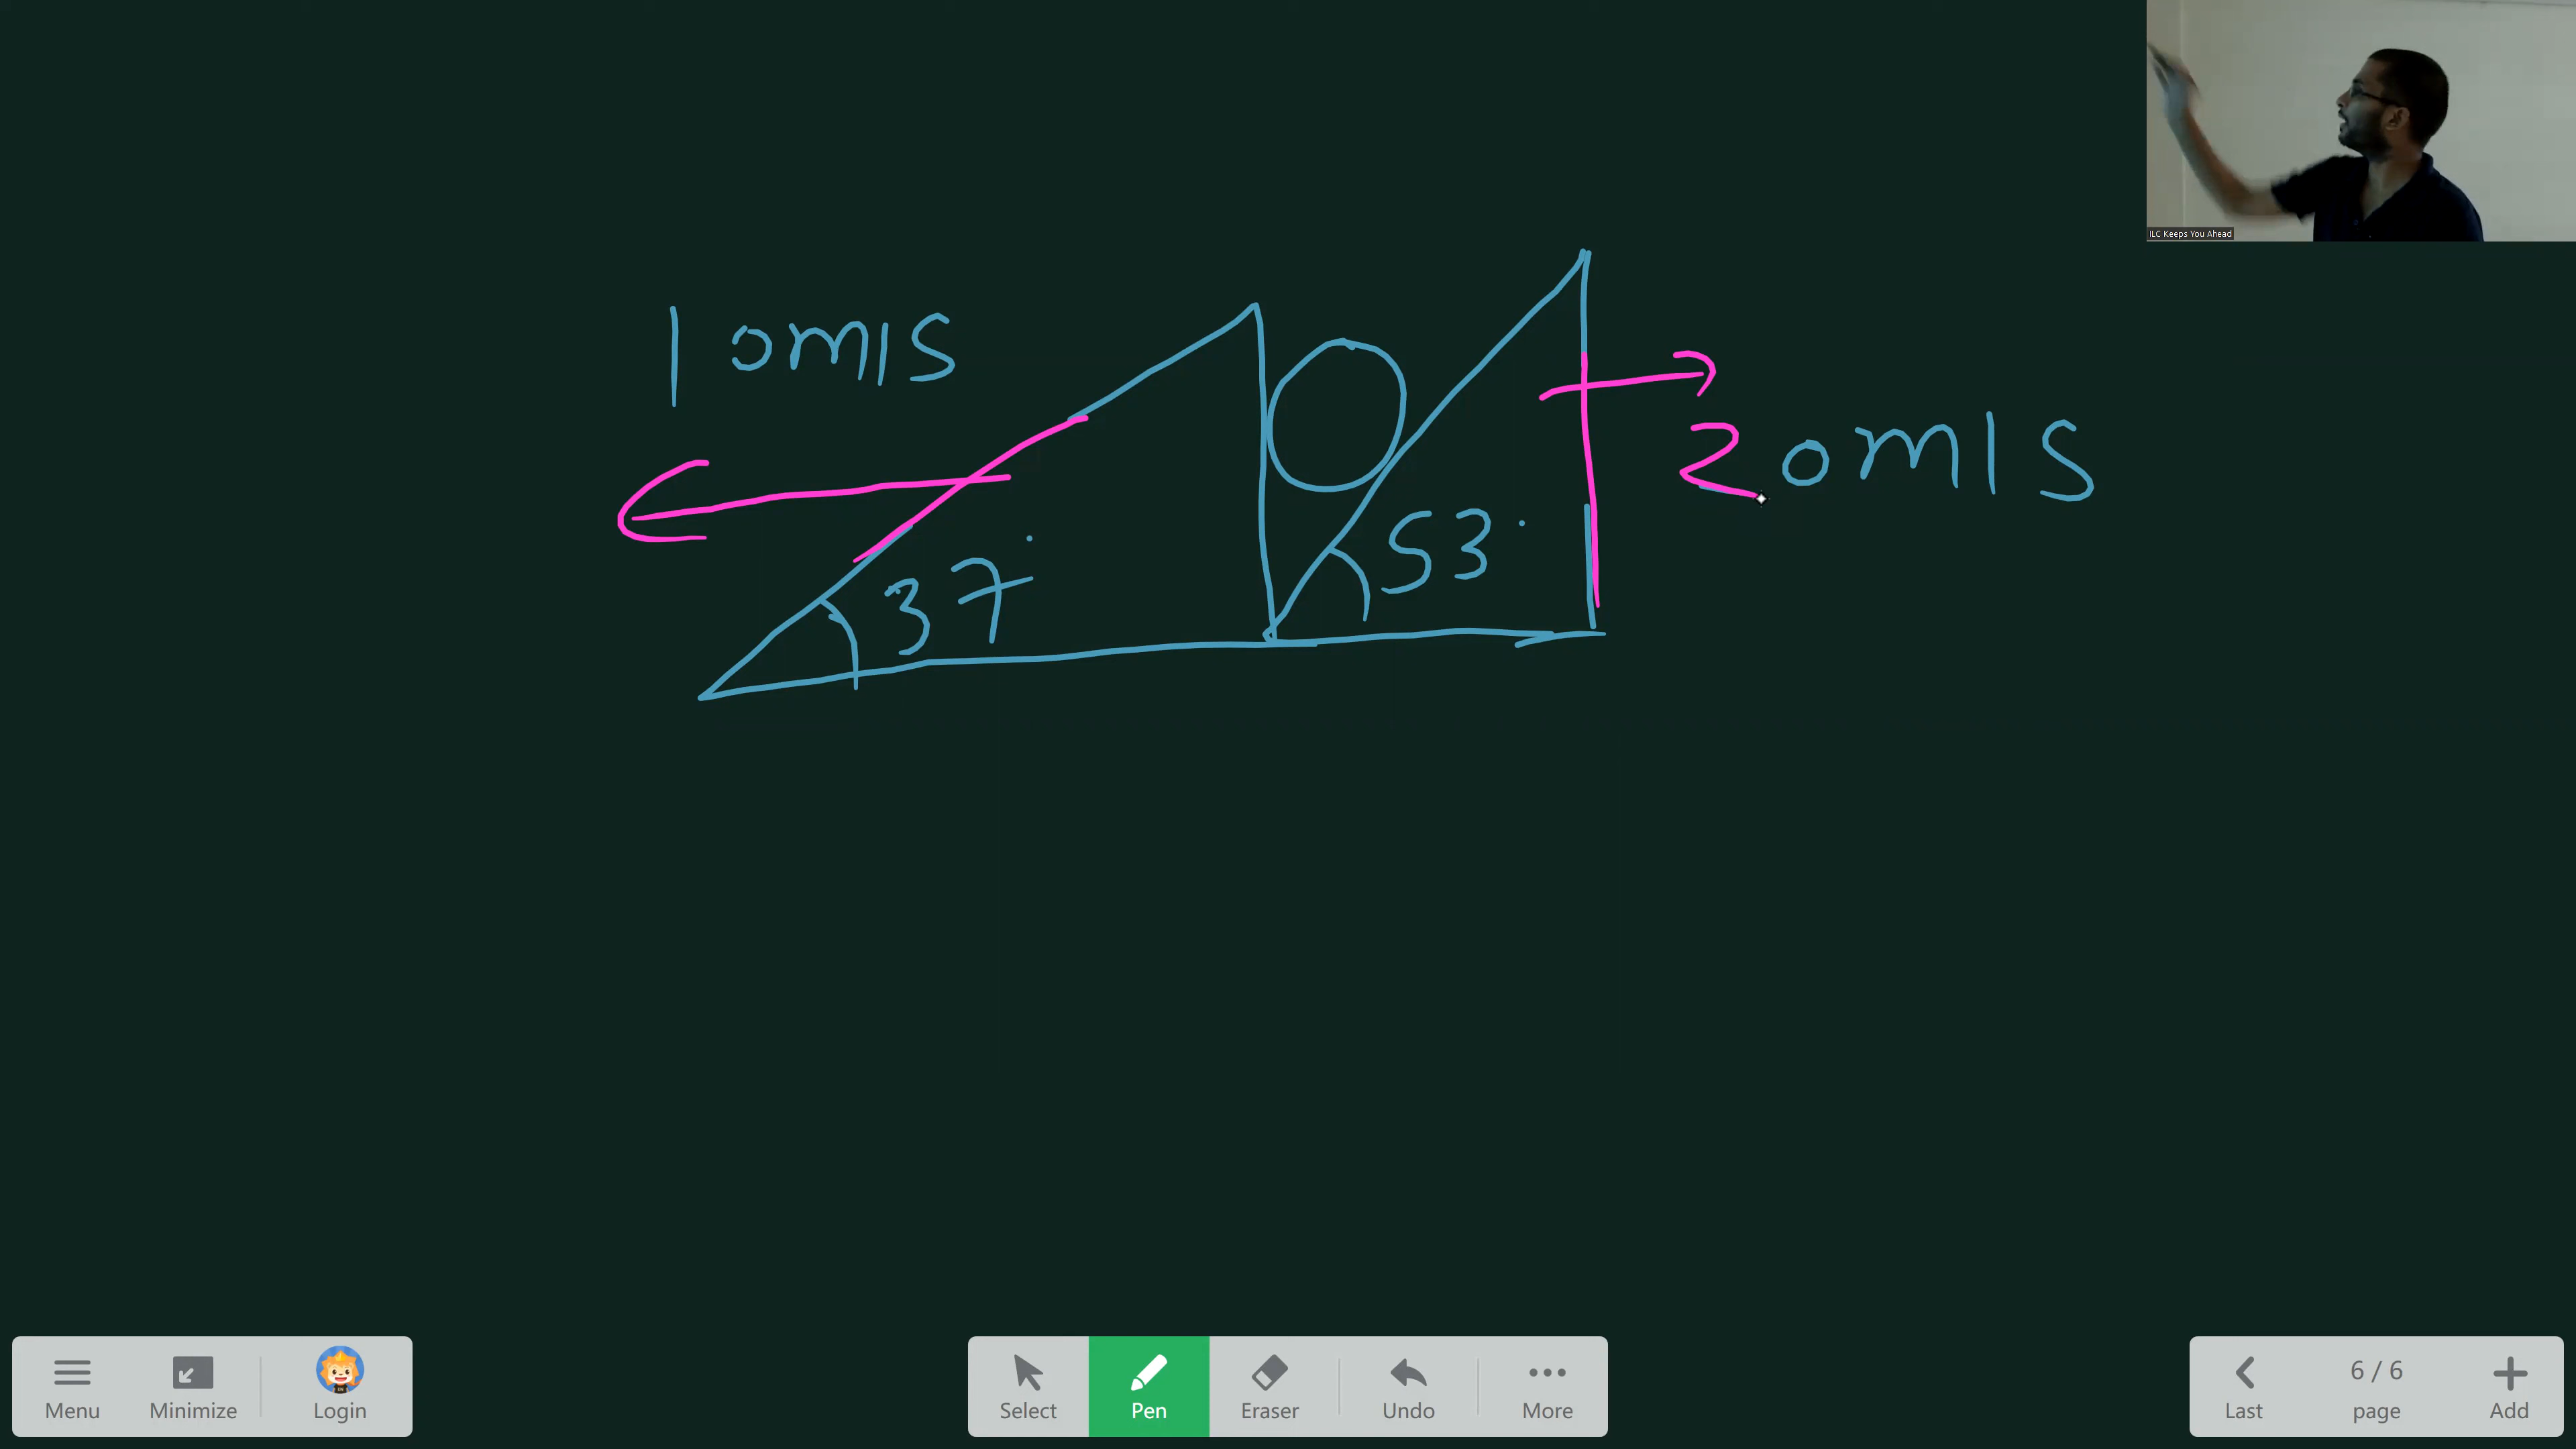 ILC Keeps You Ahead
10m/s
20m/s
37°
53°
Menu
Minimize
Login
Select
Pen
Eraser
Undo
More
Last
6 / 6
page
Add